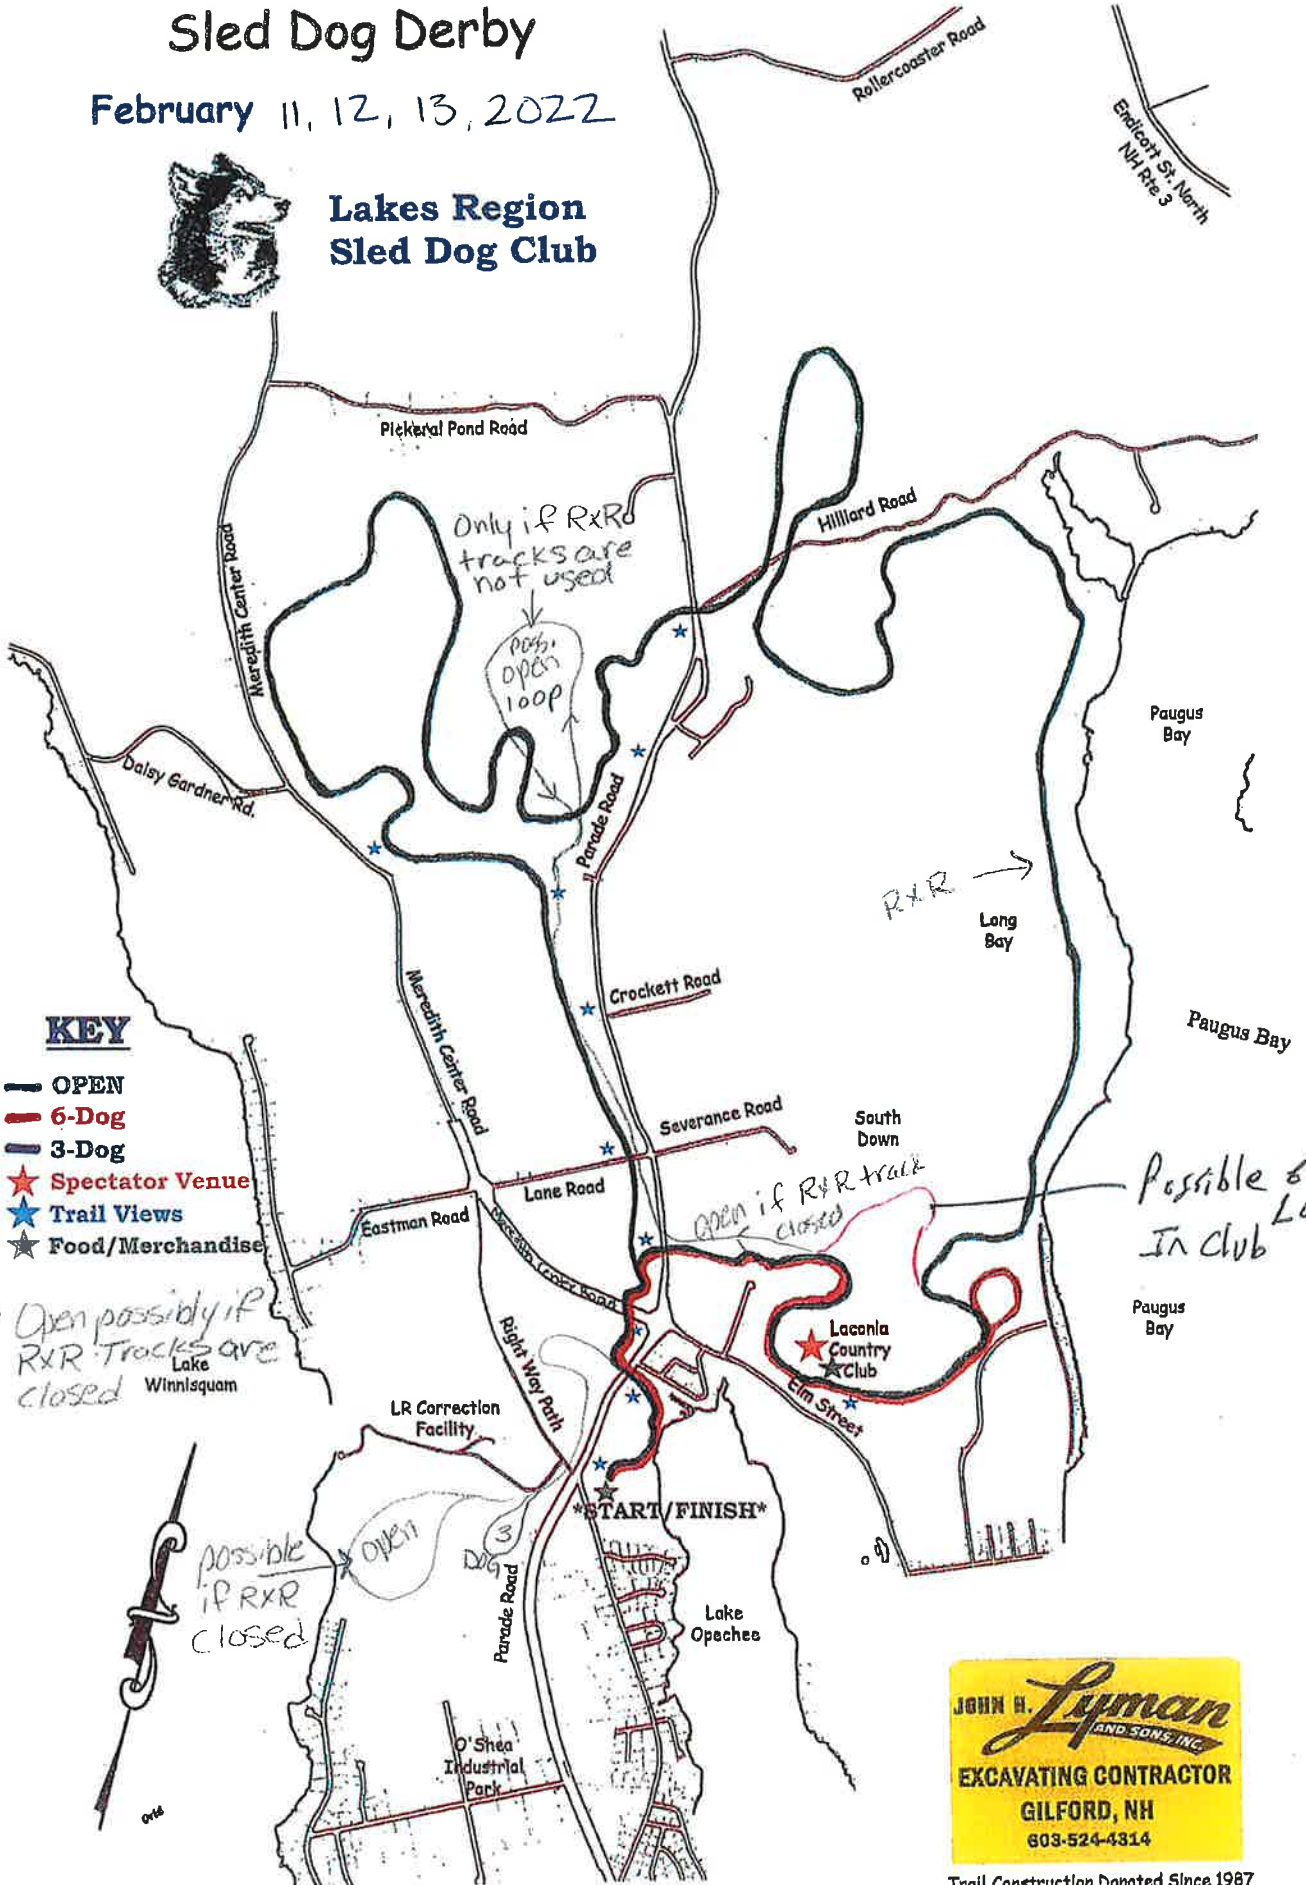 Sled Dog Derby
February 11, 12, 13, 2022
Lakes Region
Sled Dog Club
Rollercoaster Road
Endicott St. North
NH Rte 3
Pickeral Pond Road
Only if RxR
tracks are
not used
poss.
open
loop
Hilliard Road
Meredith Center Road
Daisy Gardner Rd.
Parade Road
Paugus
Bay
RxR
Long
Bay
Crockett Road
Meredith Center Road
Paugus Bay
KEY
OPEN
6-Dog
3-Dog
Spectator Venue
Trail Views
Food/Merchandise
Severance Road
South
Down
Lane Road
Eastman Road
open if RxR track
closed
Possible 6
In Club
Meredith Center Road
Open possibly if
RXR Tracks are
closed
Lake
Winnisquam
Right Way Path
Laconia
Country
Club
Paugus
Bay
Elm Street
LR Correction
Facility
*START/FINISH*
possible
if RXR
closed
open
3
DOG
Parade Road
Lake
Opechee
O'Shea
Industrial
Park
JOHN H. Lyman
AND SONS, INC.
EXCAVATING CONTRACTOR
GILFORD, NH
603-524-4314
Trail Construction Donated Since 1987